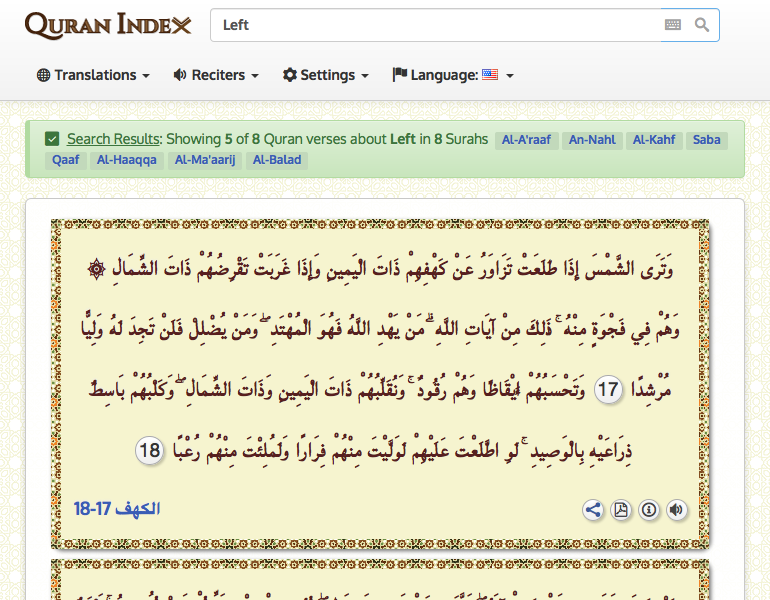 QURAN INDEX
Left
Translations
Reciters
Settings
Language:
Search Results: Showing 5 of 8 Quran verses about Left in 8 Surahs Al-A'raaf An-Nahl Al-Kahf Saba
Qaaf Al-Haaqqa Al-Ma'aarij Al-Balad
وَتَرَى الشَّمْسَ إِذَا طَلَعَتْ تَزَاوَرُ عَنْ كَهْفِهِمْ ذَاتَ الْيَمِينِ وَإِذَا غَرَبَتْ تَقْرِضُهُمْ ذَاتَ الشِّمَالِ ۞
وَهُمْ فِي فَجْوَةٍ مِنْهُ ۚ ذَٰلِكَ مِنْ آيَاتِ اللَّهِ ۗ مَنْ يَهْدِ اللَّهُ فَهُوَ الْمُهْتَدِ ۖ وَمَنْ يُضْلِلْ فَلَنْ تَجِدَ لَهُ وَلِيًّا
مُرْشِدًا 17 وَتَحْسَبُهُمْ أَيْقَاظًا وَهُمْ رُقُودٌ ۚ وَنُقَلِّبُهُمْ ذَاتَ الْيَمِينِ وَذَاتَ الشِّمَالِ ۖ وَكَلْبُهُمْ بَاسِطٌ
ذِرَاعَيْهِ بِالْوَصِيدِ ۚ لَوِ اطَّلَعْتَ عَلَيْهِمْ لَوَلَّيْتَ مِنْهُمْ فِرَارًا وَلَمُلِئْتَ مِنْهُمْ رُعْبًا 18
الكهف 17-18